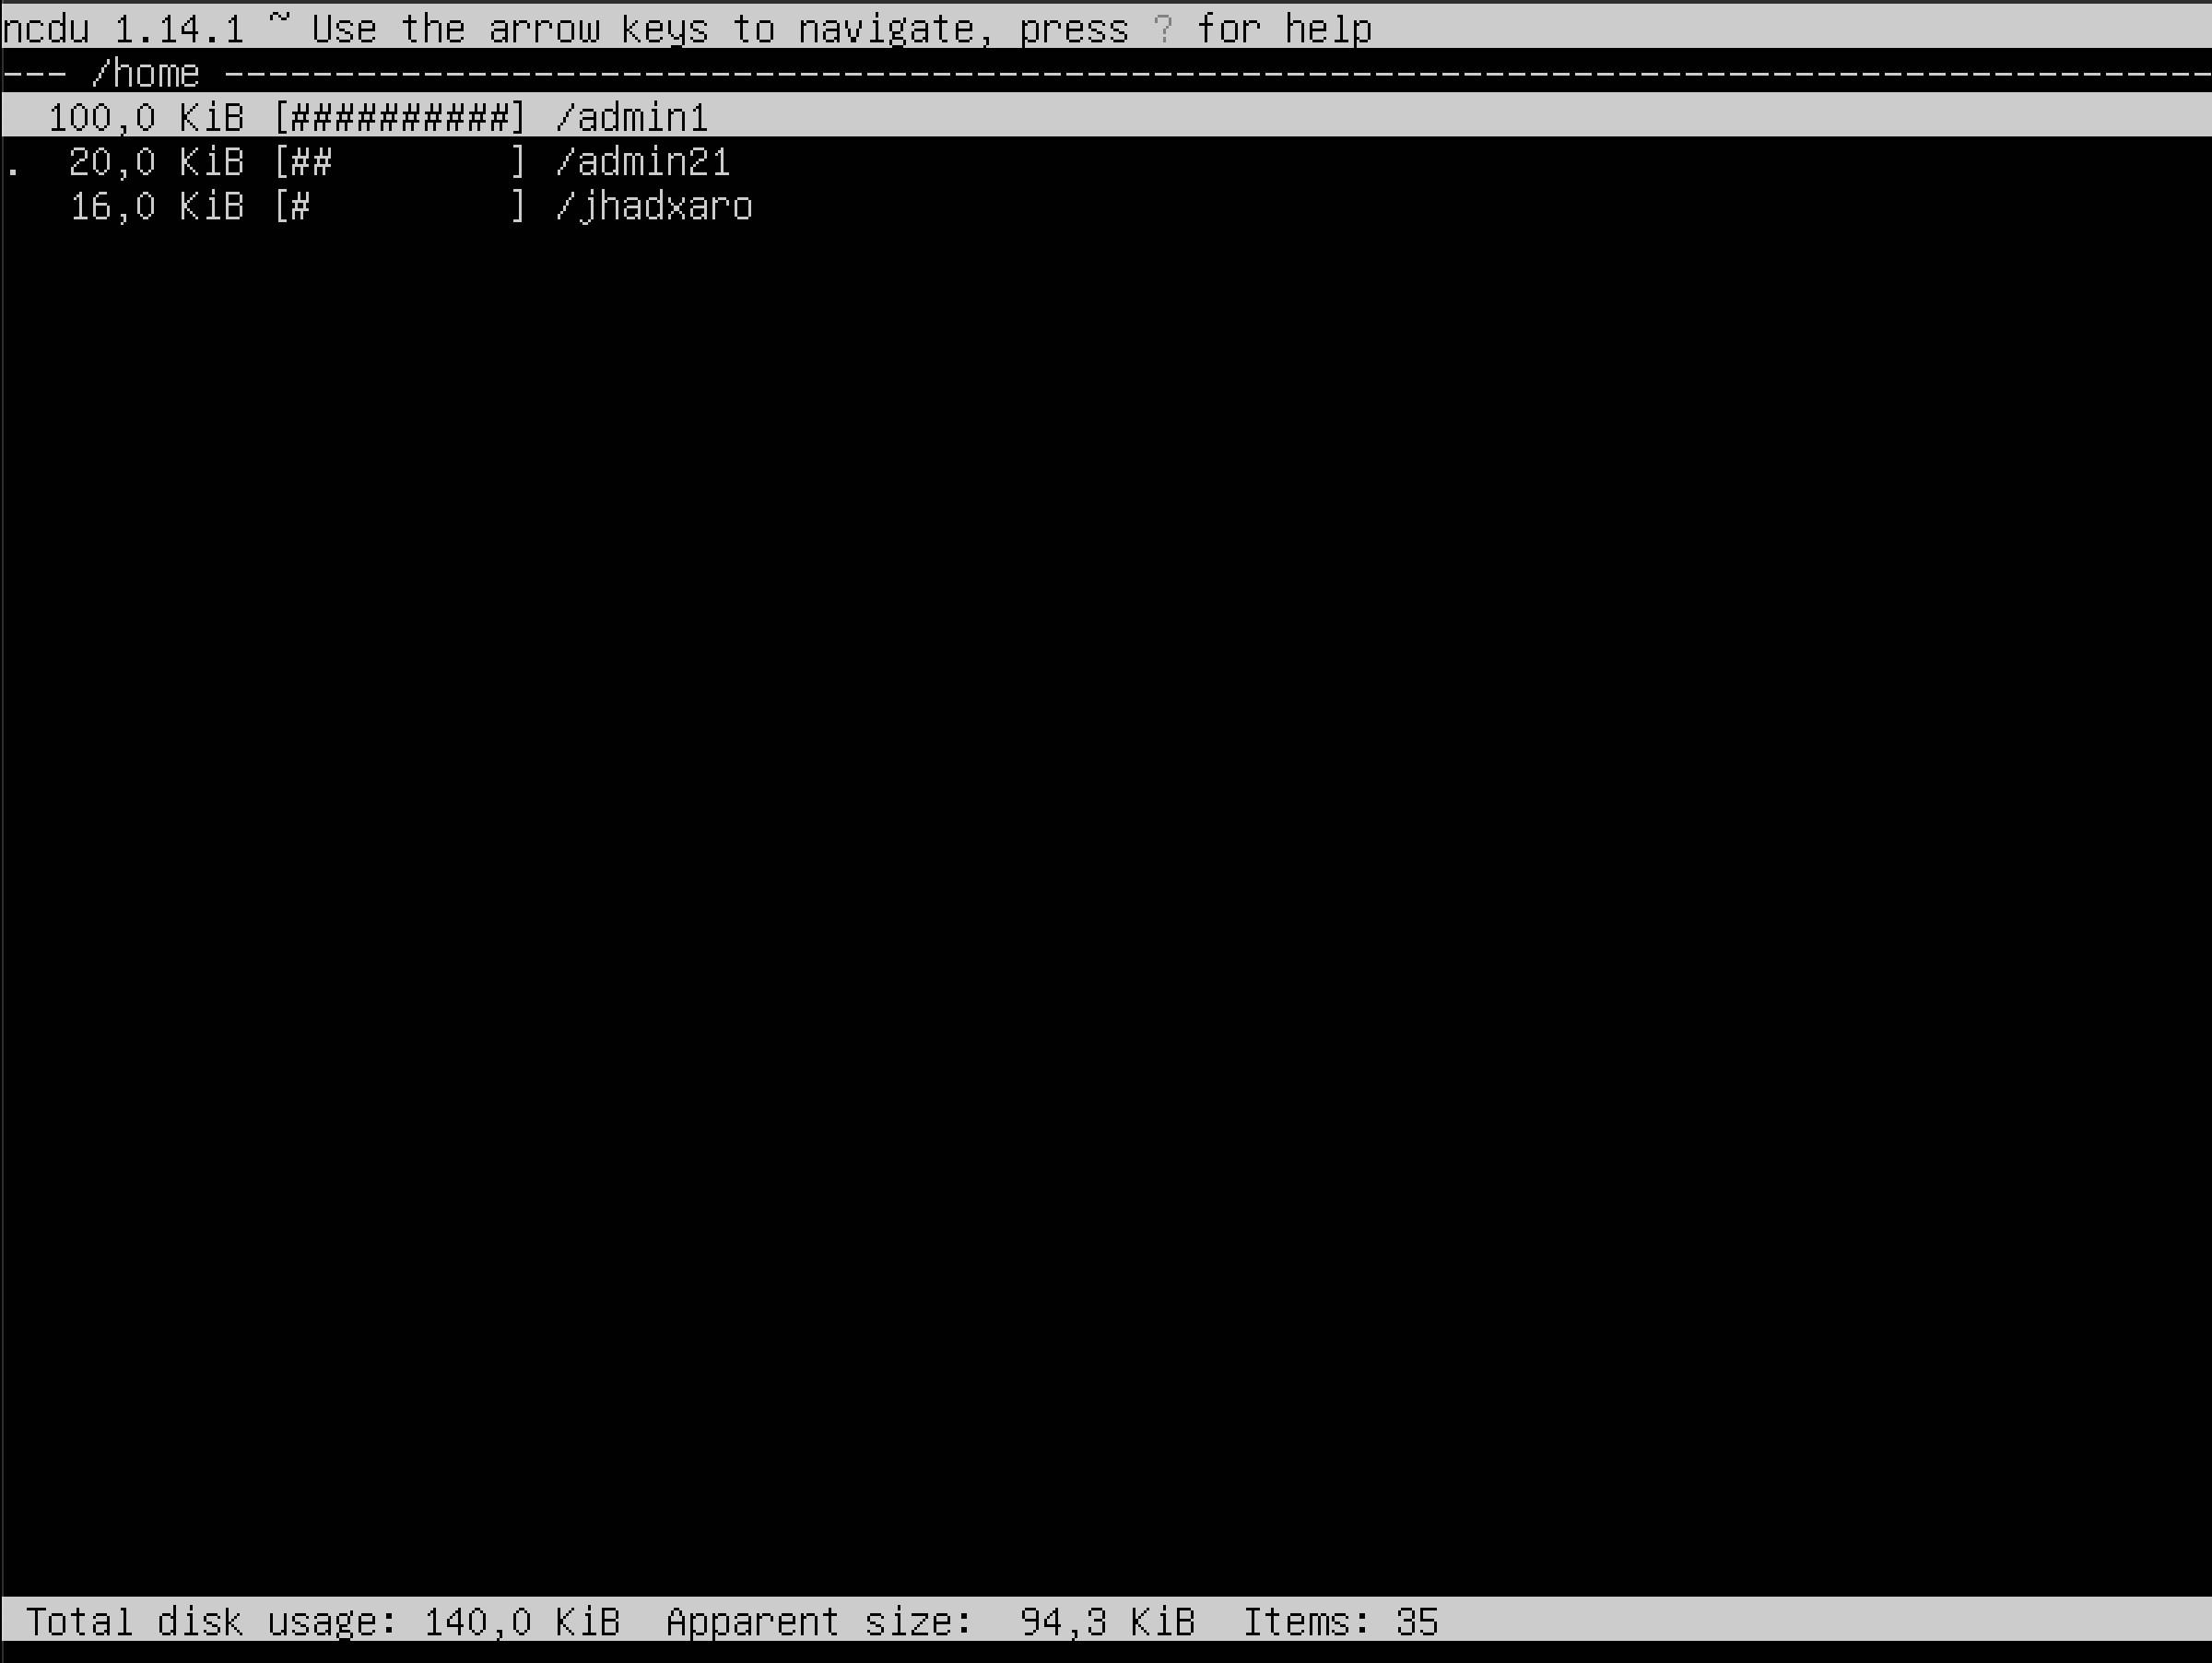 ncdu 1.14.1 ~ Use the arrow keys to navigate, press ? for help
--- /home ------------------------------------------------------------------------------------------
  100,0 KiB [##########] /admin1
.  20,0 KiB [##        ] /admin21
   16,0 KiB [#         ] /jhadxaro
Total disk usage: 140,0 KiB  Apparent size:  94,3 KiB  Items: 35